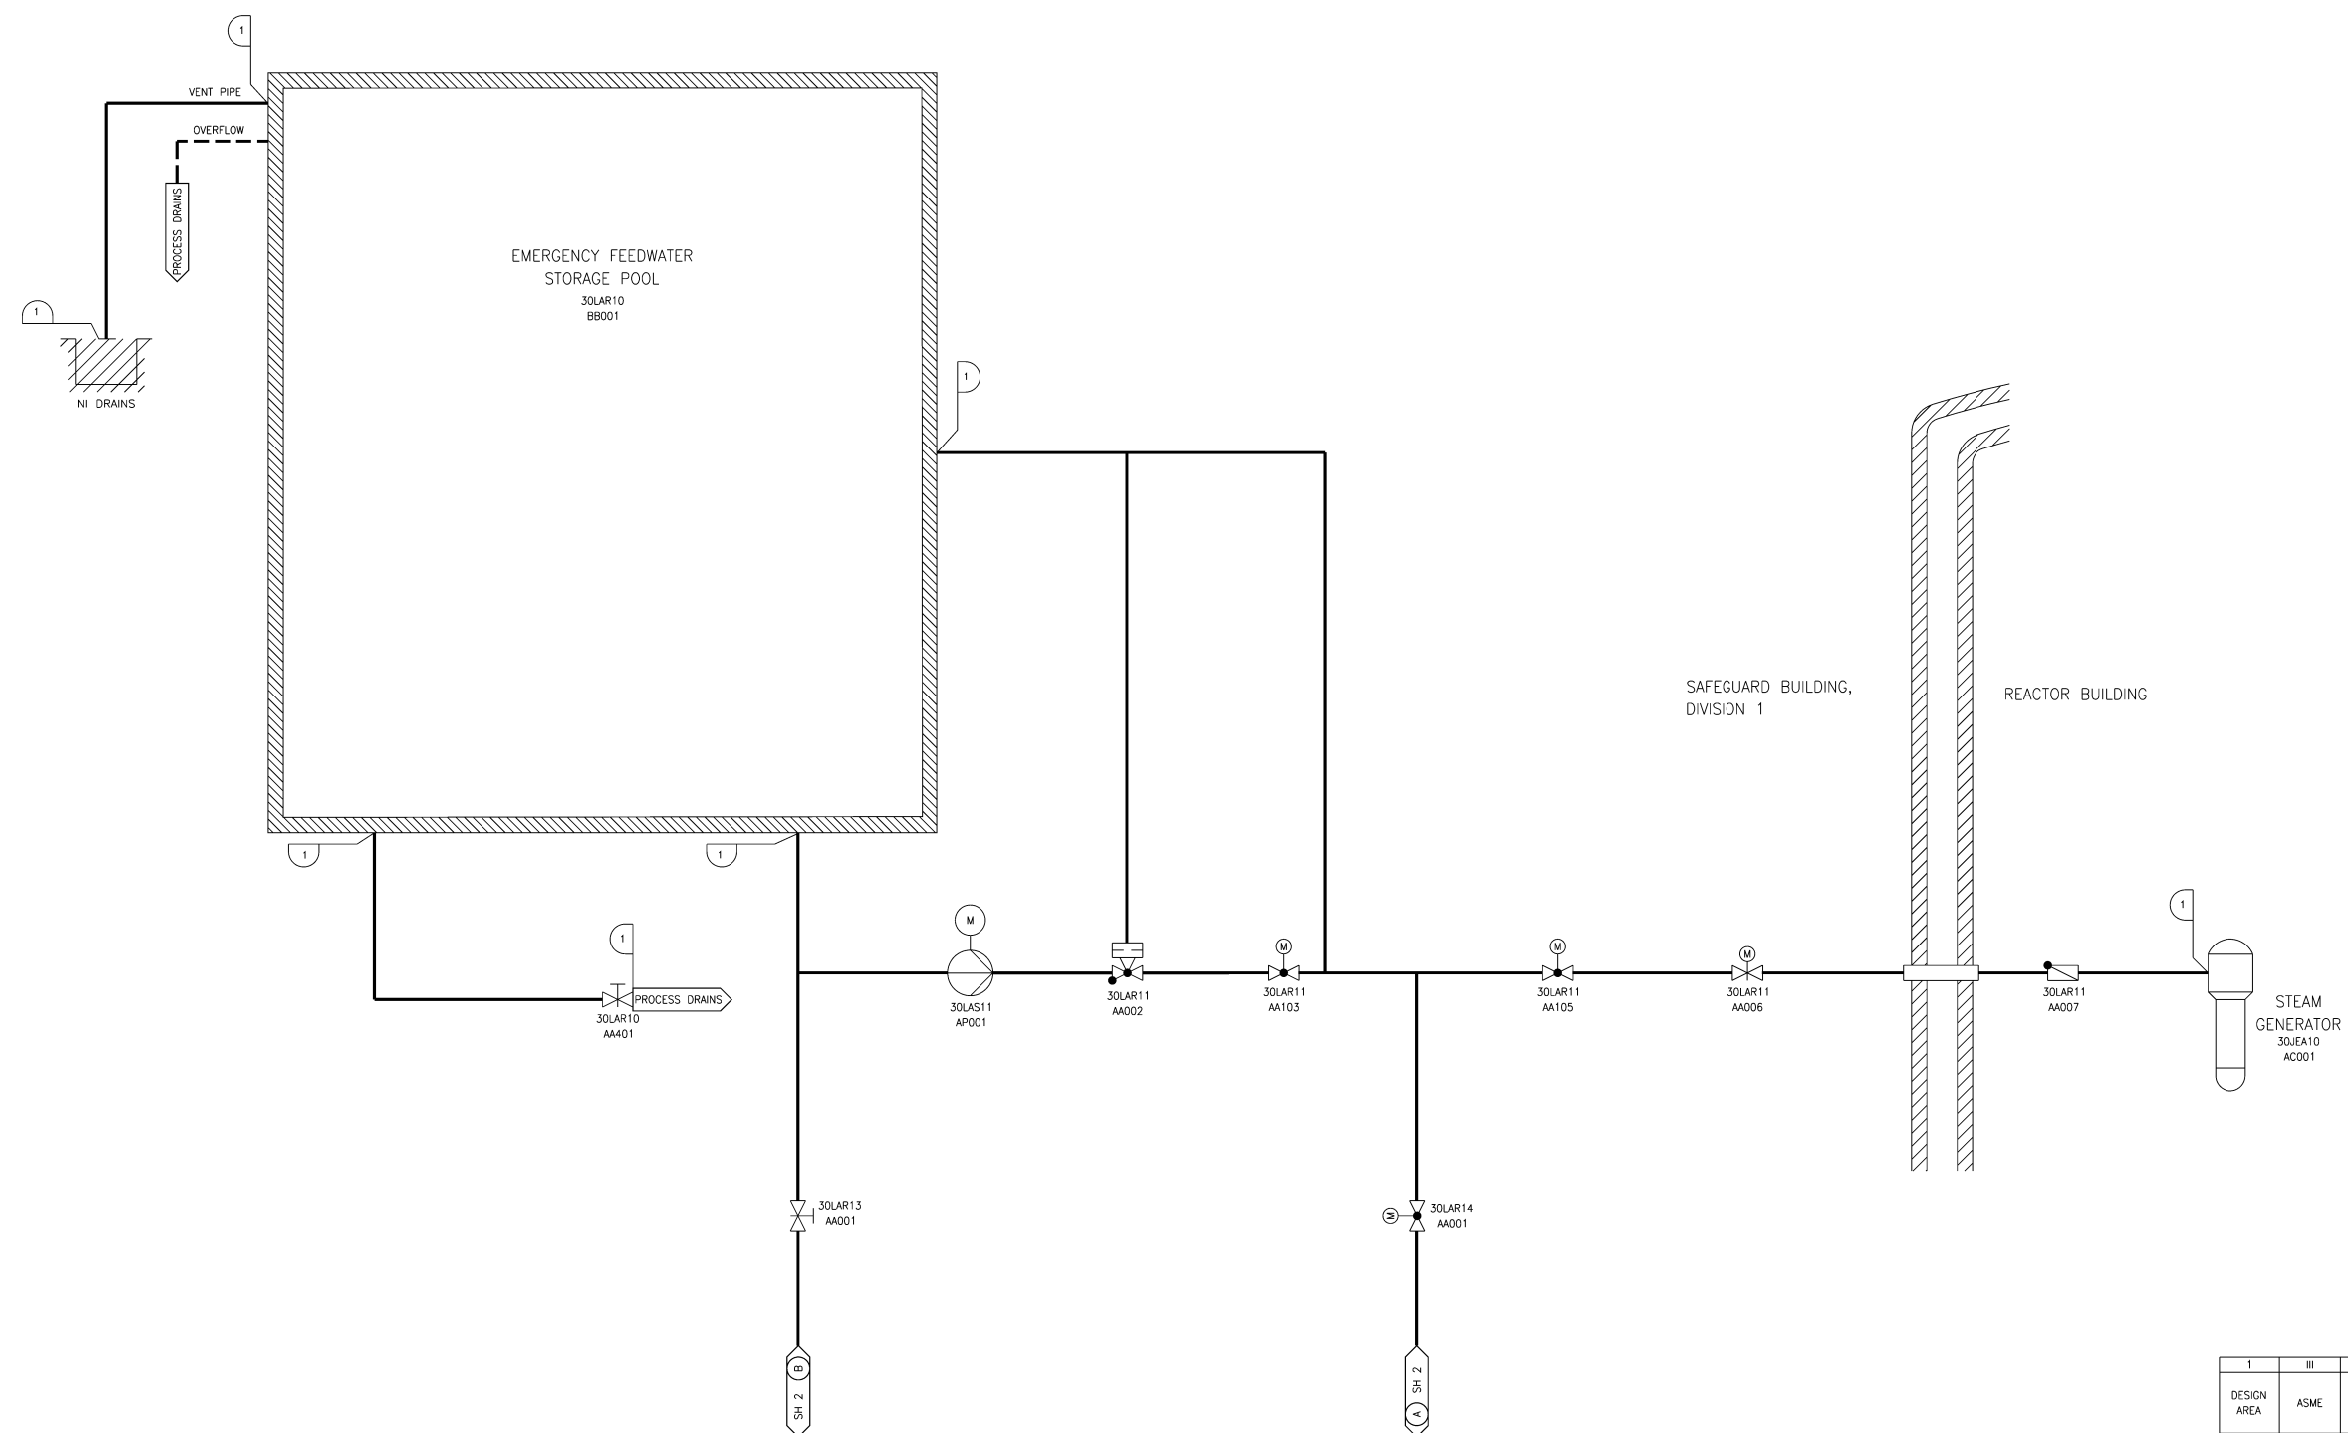 1
VENT PIPE
OVERFLOW
PROCESS DRAINS
EMERGENCY FEEDWATER
STORAGE POOL
30LAR10
BB001
1
NI DRAINS
1
SAFEGUARD BUILDING,
DIVISION 1
REACTOR BUILDING
1
1
1
PROCESS DRAINS
30LAR10
AA401
M
30LAS11
AP001
30LAR11
AA002
M
30LAR11
AA103
M
30LAR11
AA105
M
30LAR11
AA006
30LAR11
AA007
1
STEAM
GENERATOR
30JEA10
AC001
30LAR13
AA001
M
30LAR14
AA001
SH 2 B
A SH 2
1 III
DESIGN
AREA
ASME